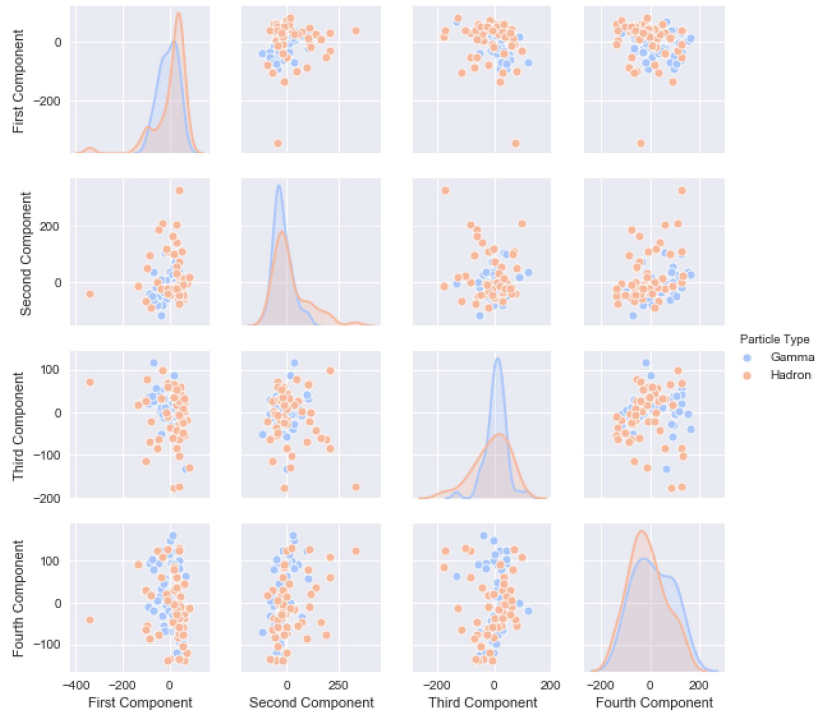 First Component
0
−200
Second Component
200
0
Particle Type
Gamma
Hadron
Third Component
100
0
−100
−200
Fourth Component
100
0
−100
−400 −200 0 0 250 −200 0 200 −200 0 200
First Component Second Component Third Component Fourth Component